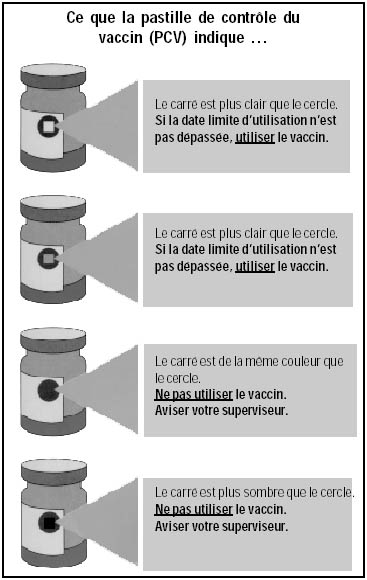 Ce que la pastille de contrôle du
vaccin (PCV) indique ...
Le carré est plus clair que le cercle.
Si la date limite d'utilisation n'est
pas dépassée, utiliser le vaccin.
Le carré est plus clair que le cercle.
Si la date limite d'utilisation n'est
pas dépassée, utiliser le vaccin.
Le carré est de la même couleur que
le cercle.
Ne pas utiliser le vaccin.
Aviser votre superviseur.
Le carré est plus sombre que le cercle.
Ne pas utiliser le vaccin.
Aviser votre superviseur.